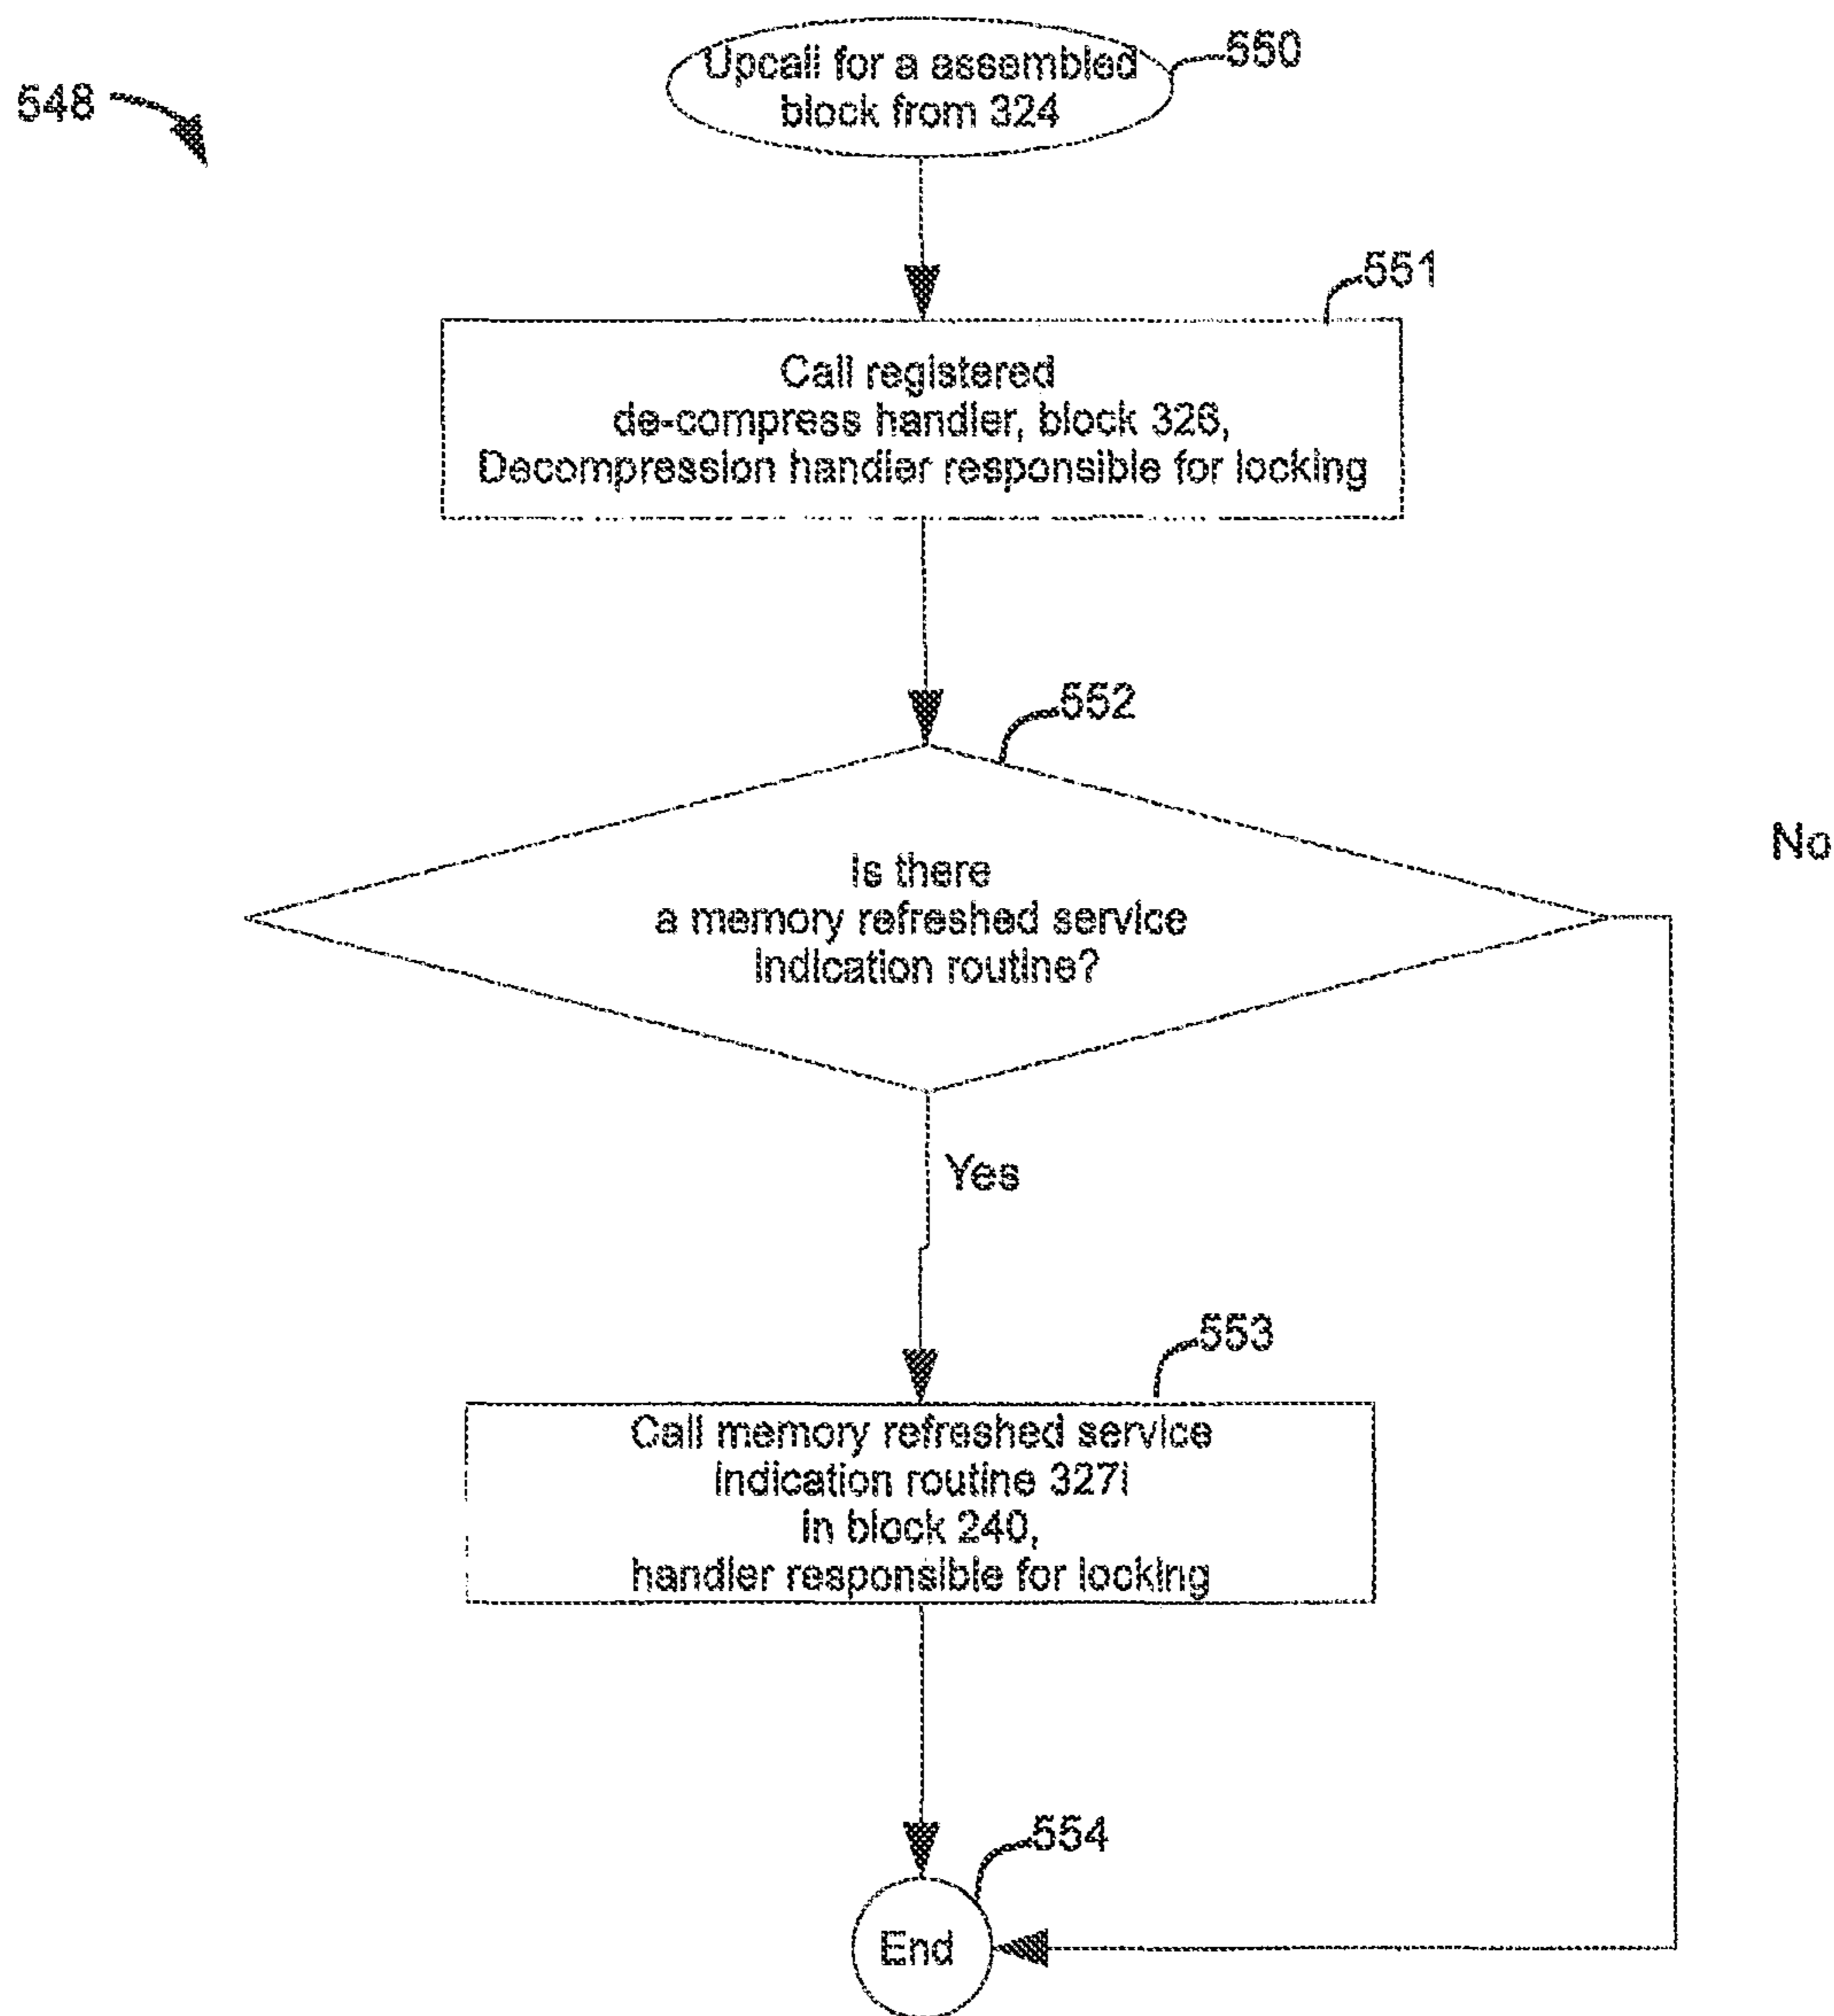 548
Upcall for a assembled
block from 324
550
551
Call registered
de-compress handler, block 326,
Decompression handler responsible for locking
552
No
Is there
a memory refreshed service
indication routine?
Yes
553
Call memory refreshed service
indication routine 327i
in block 240,
handler responsible for locking
554
End